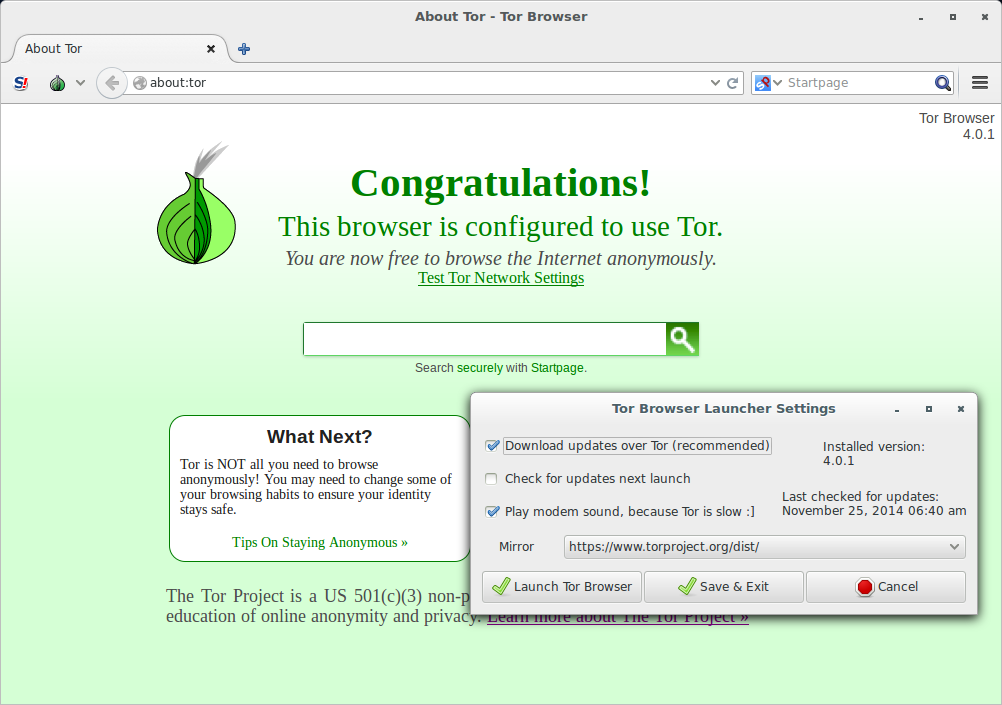 About Tor - Tor Browser
About Tor
S!
about:tor
Startpage
Tor Browser
4.0.1
Congratulations!
This browser is configured to use Tor.
You are now free to browse the Internet anonymously.
Test Tor Network Settings
Search securely with Startpage.
What Next?
Tor is NOT all you need to browse
anonymously! You may need to change some of
your browsing habits to ensure your identity
stays safe.
Tips On Staying Anonymous »
The Tor Project is a US 501(c)(3) non-p
education of online anonymity and privacy. Learn more about The Tor Project »
Tor Browser Launcher Settings
Download updates over Tor (recommended)
Installed version:
4.0.1
Check for updates next launch
Last checked for updates:
November 25, 2014 06:40 am
Play modem sound, because Tor is slow :]
Mirror
https://www.torproject.org/dist/
Launch Tor Browser
Save & Exit
Cancel